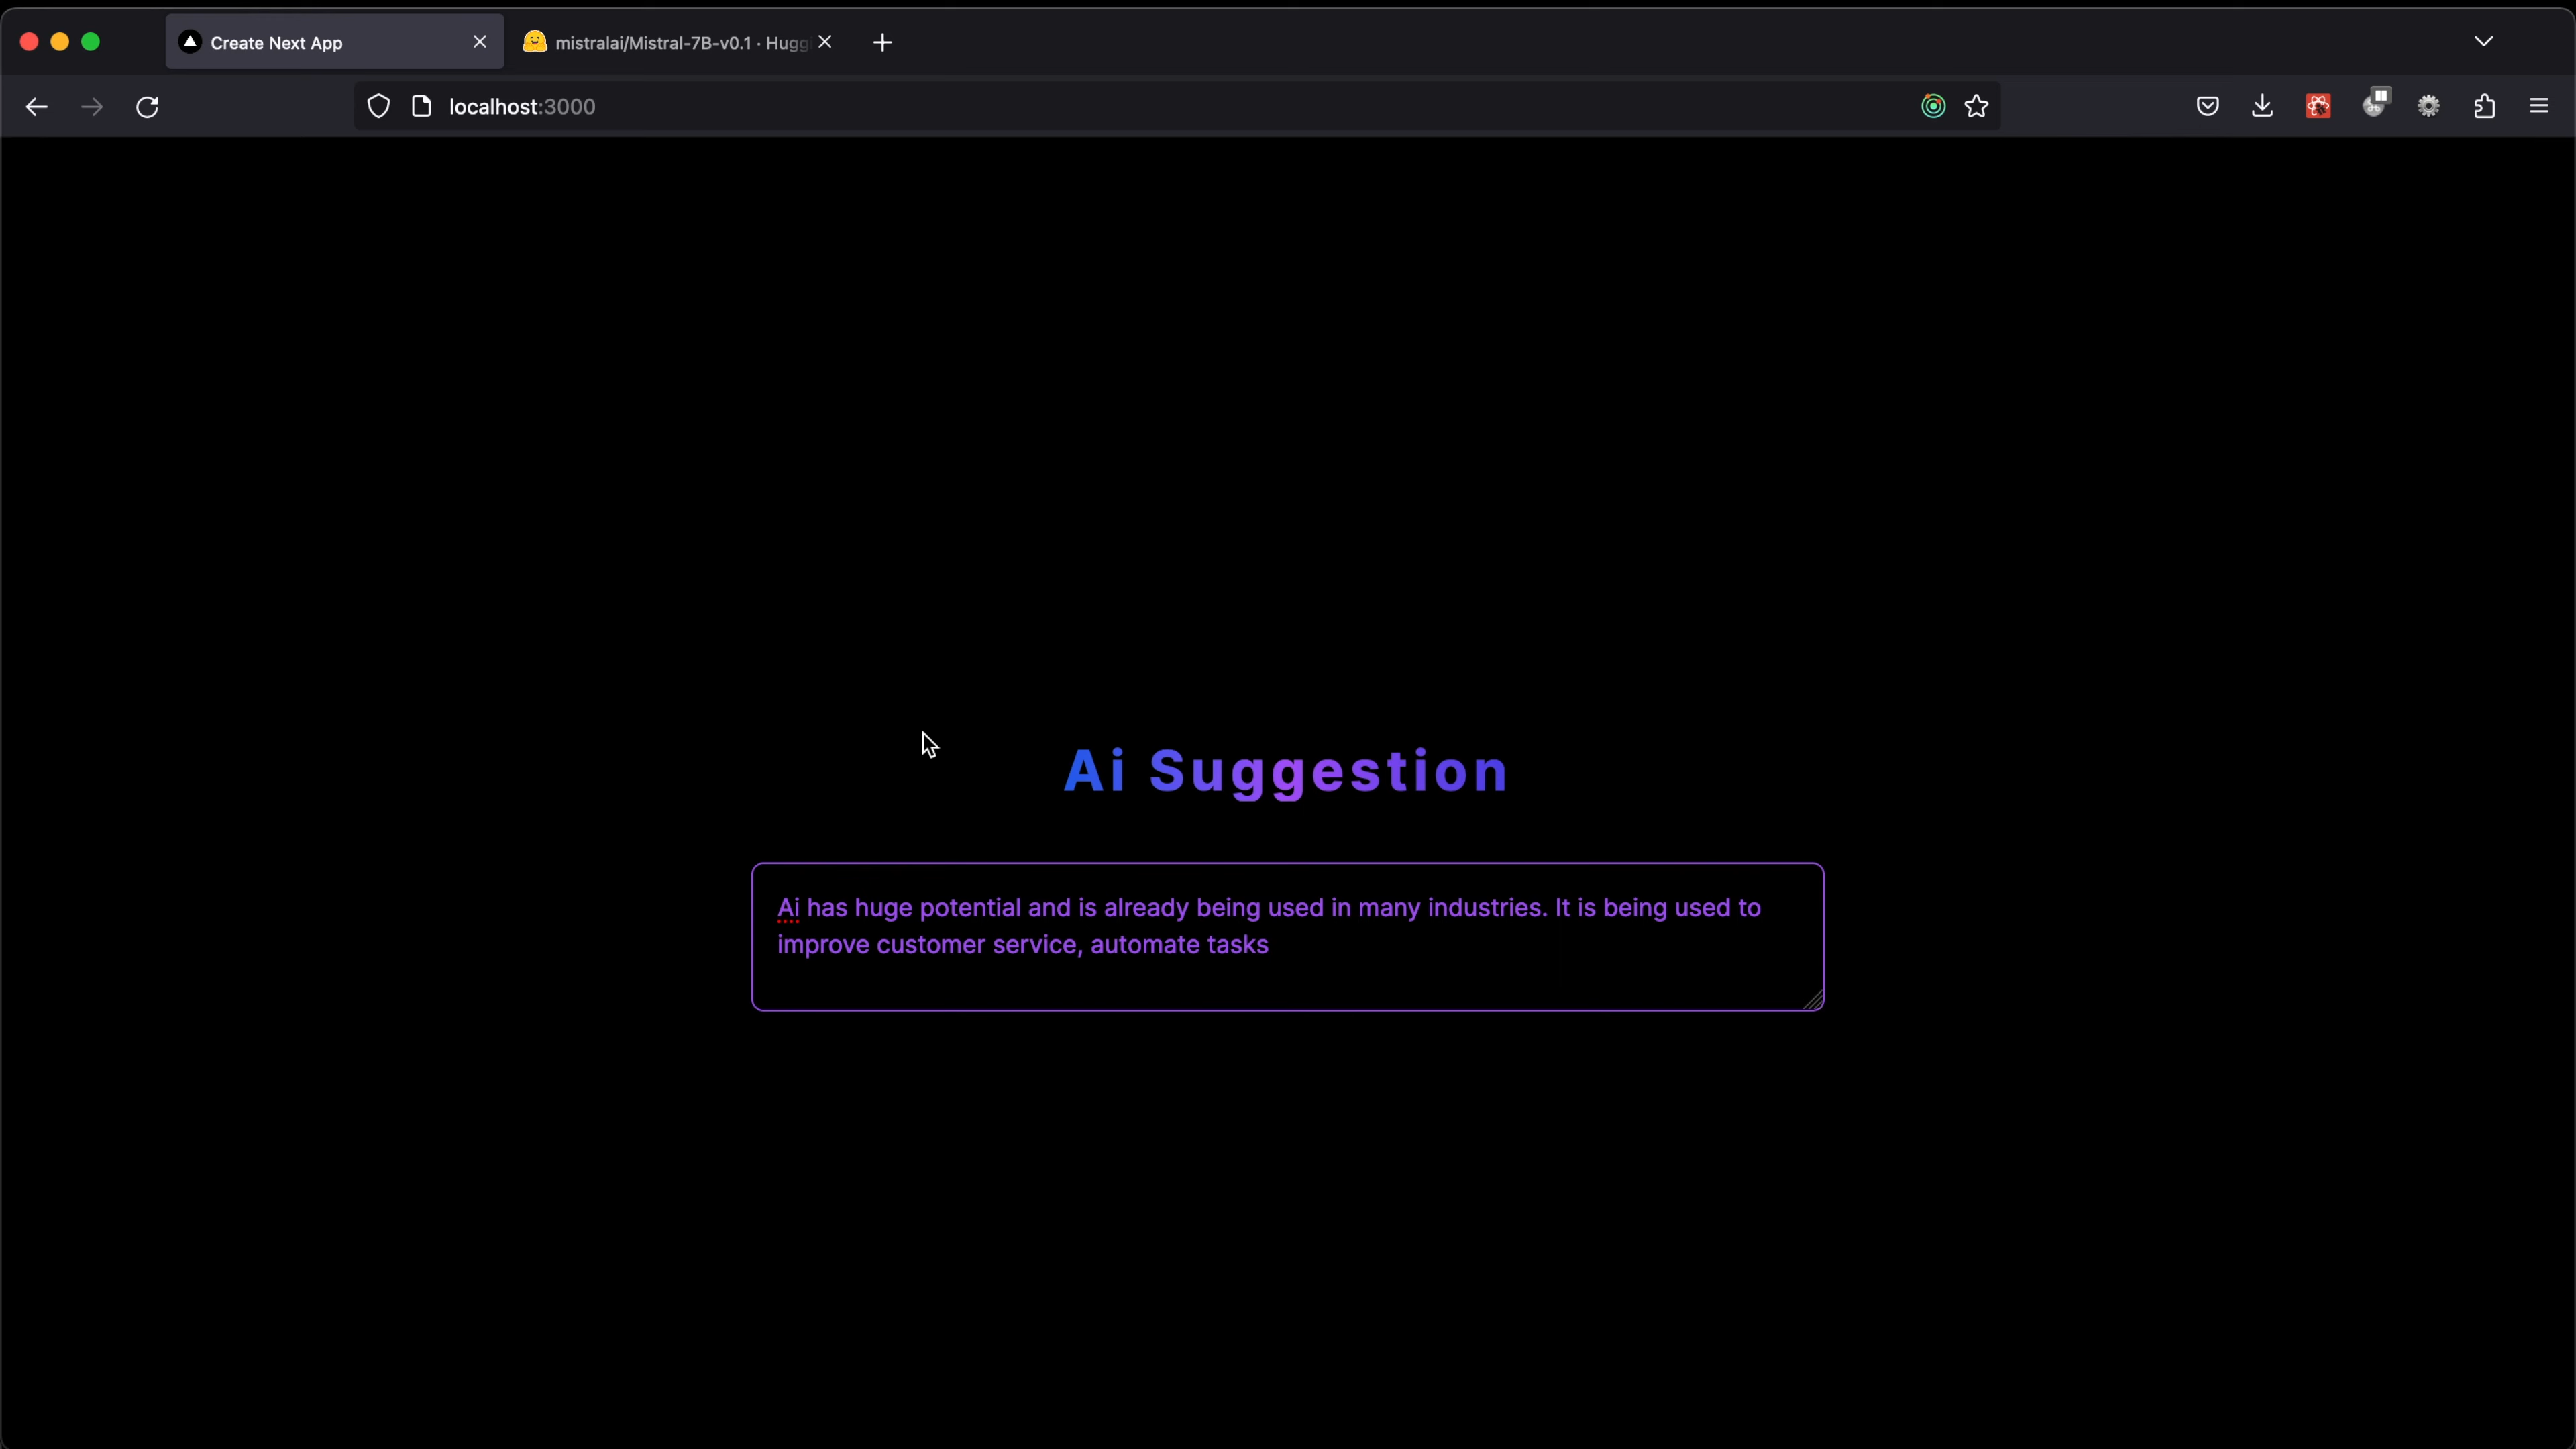 Create Next App
mistralai/Mistral-7B-v0.1 · Hugg
localhost:3000
Ai Suggestion
Ai has huge potential and is already being used in many industries. It is being used to
improve customer service, automate tasks